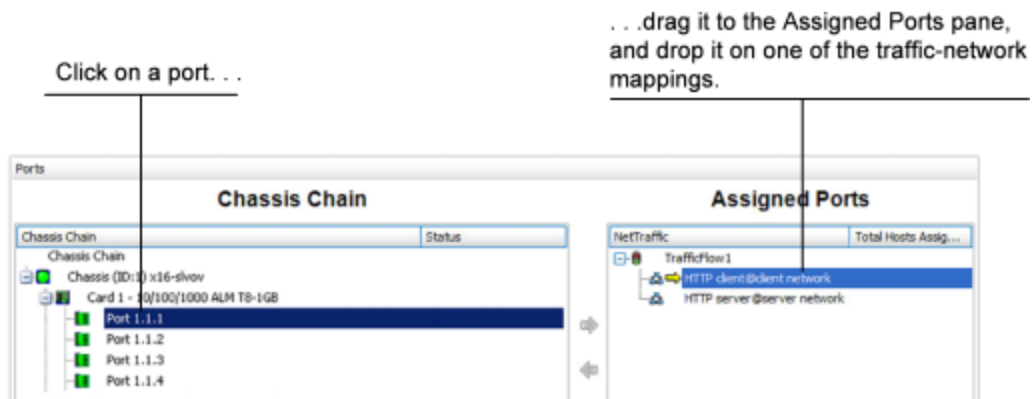 . . .drag it to the Assigned Ports pane,
and drop it on one of the traffic-network
mappings.
Click on a port. . .
Ports
Chassis Chain
Assigned Ports
Chassis Chain
Status
NetTraffic
Total Hosts Assig...
Chassis Chain
TrafficFlow1
Chassis (ID:1) x16-slvov
HTTP client@client network
Card 1 - 10/100/1000 ALM T8-1GB
HTTP server@server network
Port 1.1.1
Port 1.1.2
Port 1.1.3
Port 1.1.4